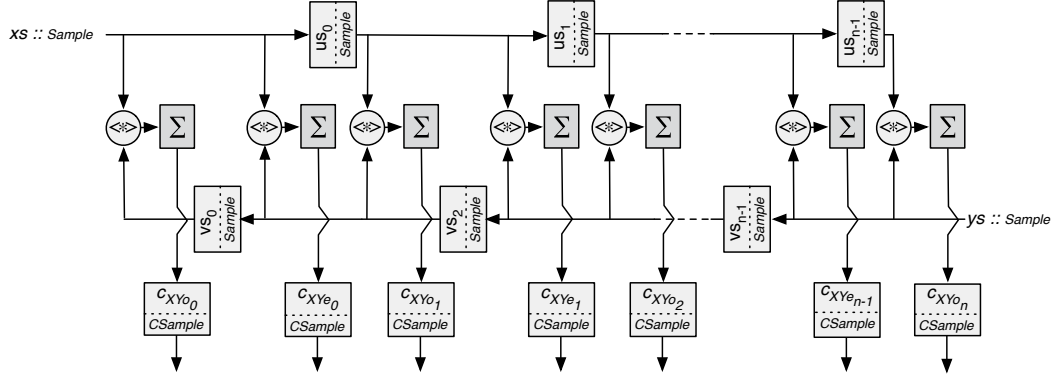 xs :: Sample
us0 Sample
us1 Sample
usn-1 Sample
<*> Σ <*> Σ <*> Σ <*> Σ <*> Σ <*> Σ <*> Σ
vs0 Sample
vs2 Sample
vsn-1 Sample
ys :: Sample
cXYo0 cXYe0 cXYo1 cXYe1 cXYo2 cXYen-1 cXYon
CSample CSample CSample CSample CSample CSample CSample